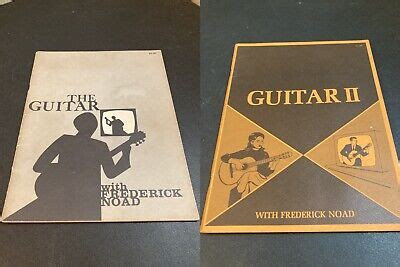 THE
GUITAR
with
FREDERICK
NOAD
GUITAR II
WITH FREDERICK NOAD